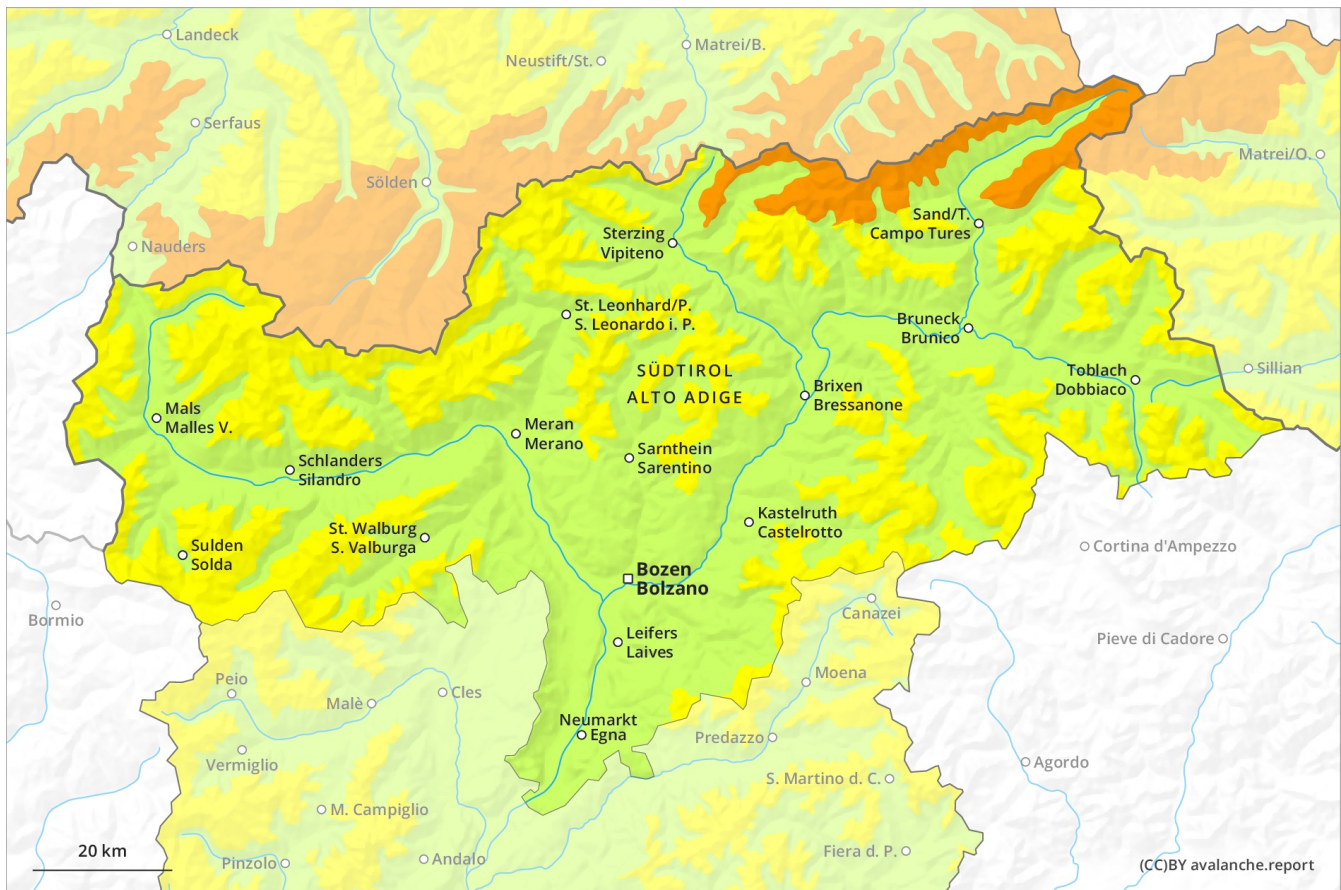 Landeck
Matrei/B.
Neustift/St.
Serfaus
Matrei/O.
Sölden
Sand/T.
Campo Tures
Nauders
Sterzing
Vipiteno
St. Leonhard/P.
S. Leonardo i. P.
Bruneck
Brunico
SÜDTIROL
ALTO ADIGE
Toblach
Dobbiaco
Sillian
Brixen
Bressanone
Mals
Malles V.
Meran
Merano
Sarnthein
Sarentino
Schlanders
Silandro
Kastelruth
Castelrotto
St. Walburg
S. Valburga
Sulden
Solda
Cortina d'Ampezzo
Bozen
Bolzano
Bormio
Canazei
Leifers
Laives
Pieve di Cadore
Peio
Moena
Malè
Cles
Neumarkt
Egna
Predazzo
Vermiglio
Agordo
S. Martino d. C.
M. Campiglio
20 km
Andalo
Fiera d. P.
Pinzolo
(CC)BY avalanche.report